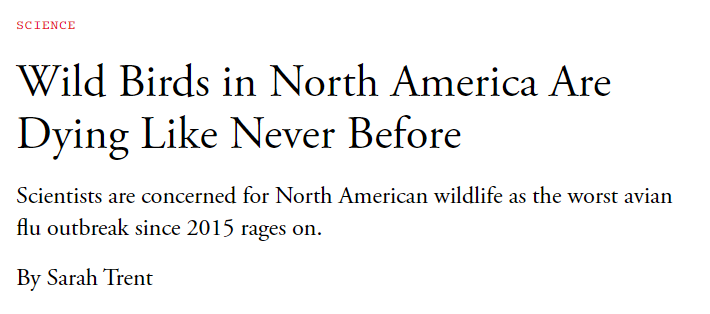 SCIENCE
Wild Birds in North America Are
Dying Like Never Before
Scientists are concerned for North American wildlife as the worst avian
flu outbreak since 2015 rages on.
By Sarah Trent